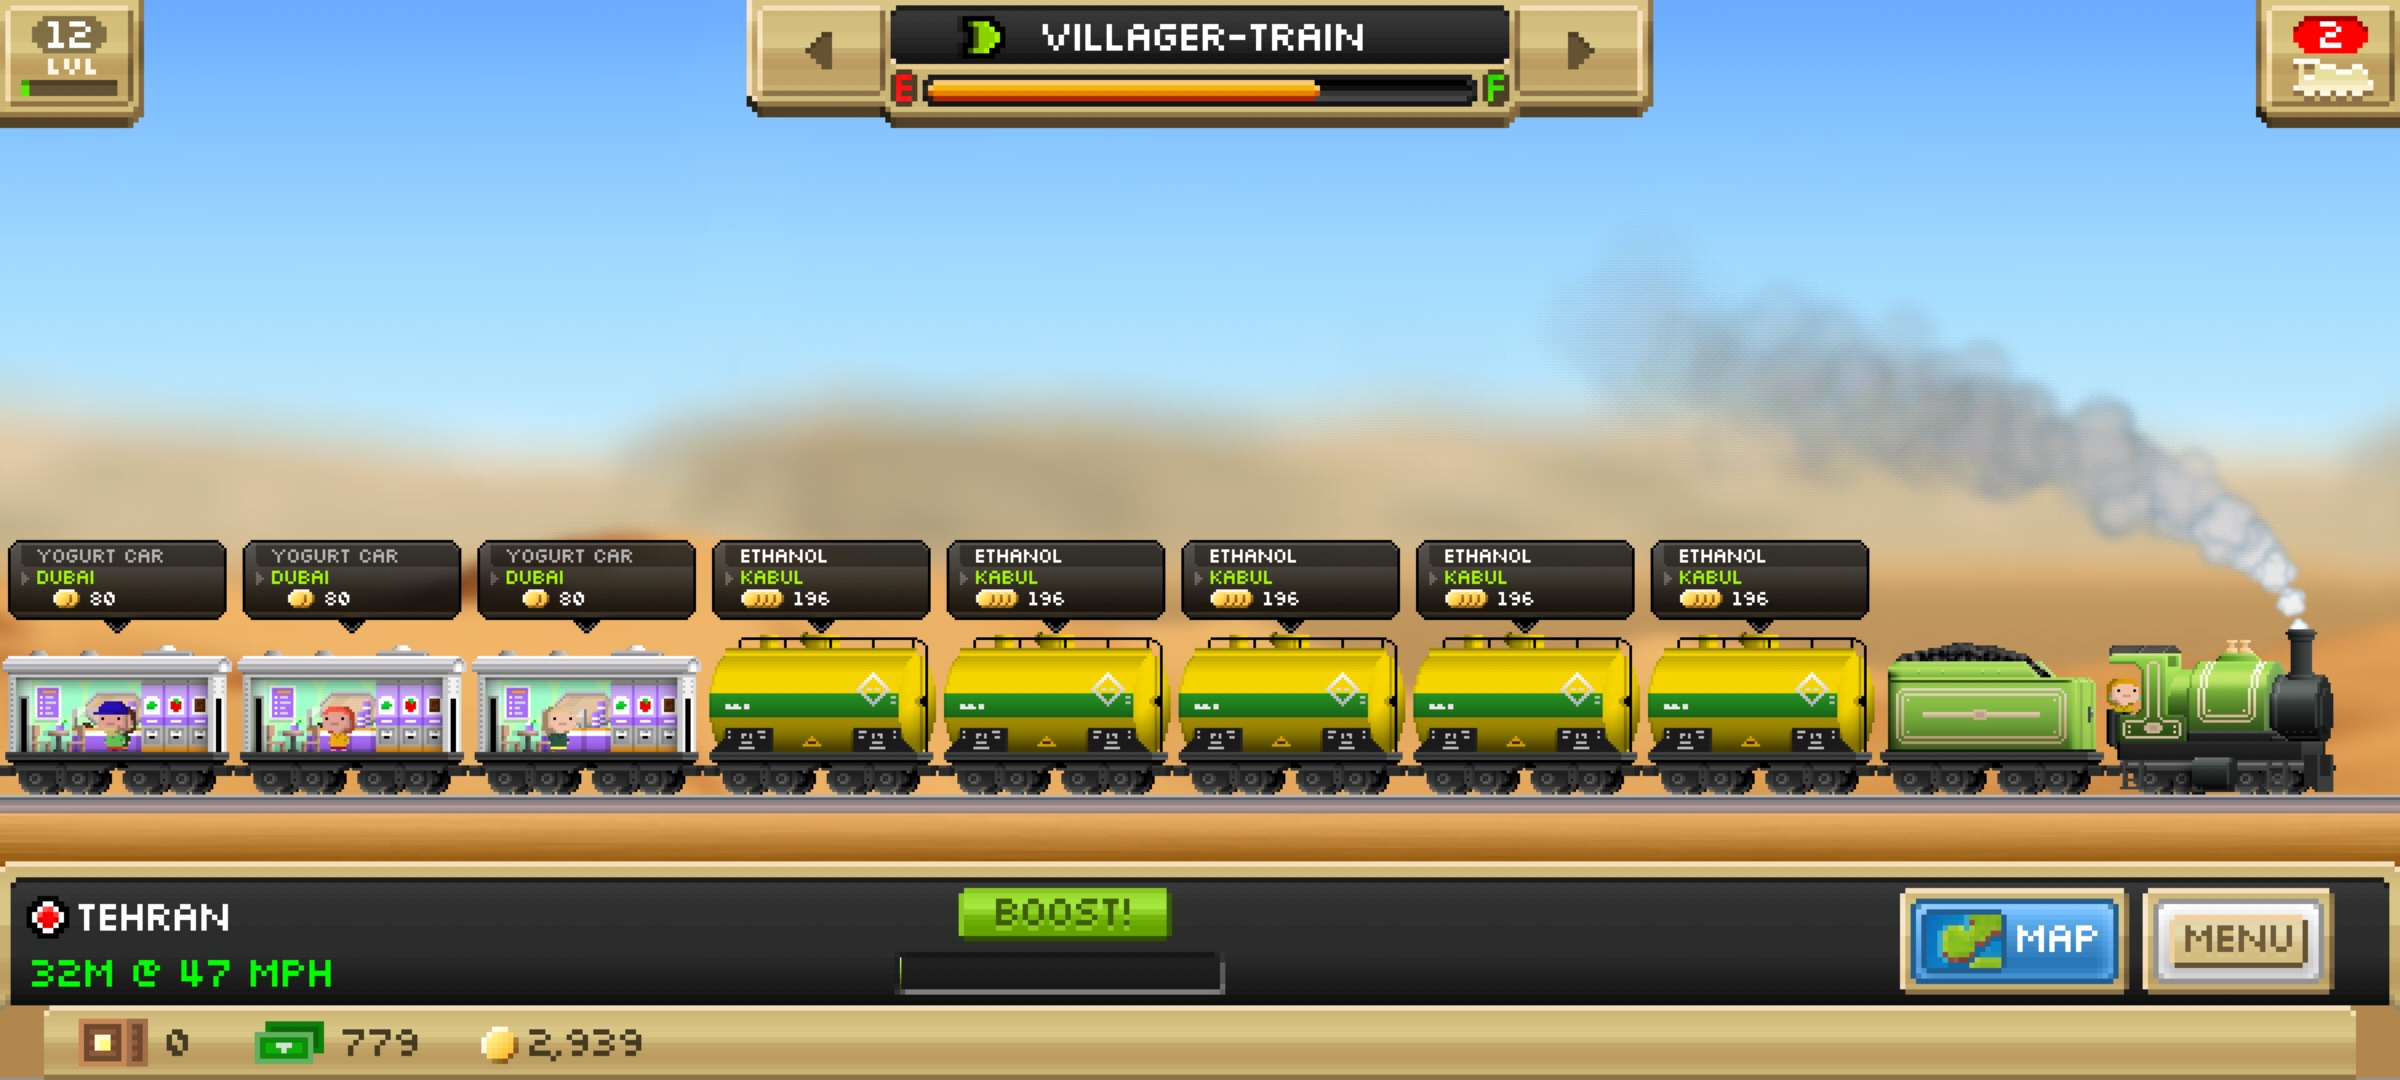 12
LVL
VILLAGER-TRAIN
E F
2
YOGURT CAR
DUBAI
80
YOGURT CAR
DUBAI
80
YOGURT CAR
DUBAI
80
ETHANOL
KABUL
196
ETHANOL
KABUL
196
ETHANOL
KABUL
196
ETHANOL
KABUL
196
ETHANOL
KABUL
196
TEHRAN
32M @ 47 MPH
BOOST!
MAP
MENU
0
779
2,939